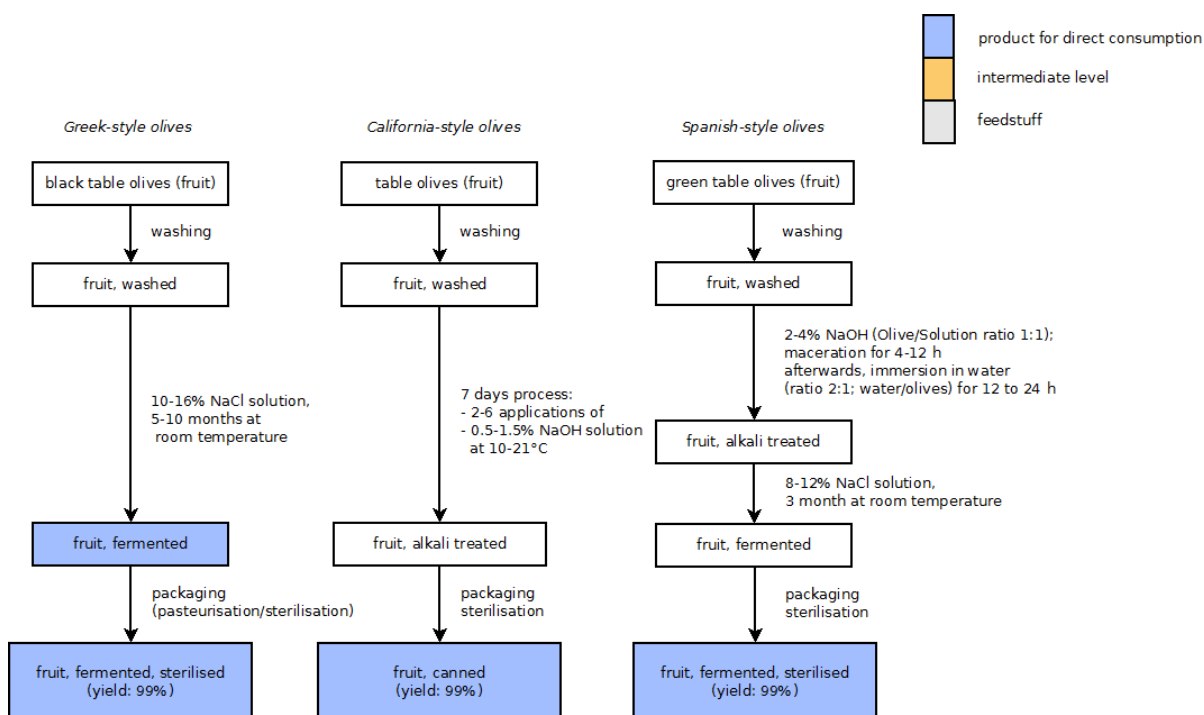 product for direct consumption
intermediate level
feedstuff
Greek-style olives
black table olives (fruit)
washing
fruit, washed
10-16% NaCl solution,
5-10 months at
room temperature
fruit, fermented
packaging
(pasteurisation/sterilisation)
fruit, fermented, sterilised
(yield: 99%)
California-style olives
table olives (fruit)
washing
fruit, washed
7 days process:
- 2-6 applications of
- 0.5-1.5% NaOH solution
at 10-21°C
fruit, alkali treated
packaging
sterilisation
fruit, canned
(yield: 99%)
Spanish-style olives
green table olives (fruit)
washing
fruit, washed
2-4% NaOH (Olive/Solution ratio 1:1);
maceration for 4-12 h
afterwards, immersion in water
(ratio 2:1; water/olives) for 12 to 24 h
fruit, alkali treated
8-12% NaCl solution,
3 month at room temperature
fruit, fermented
packaging
sterilisation
fruit, fermented, sterilised
(yield: 99%)